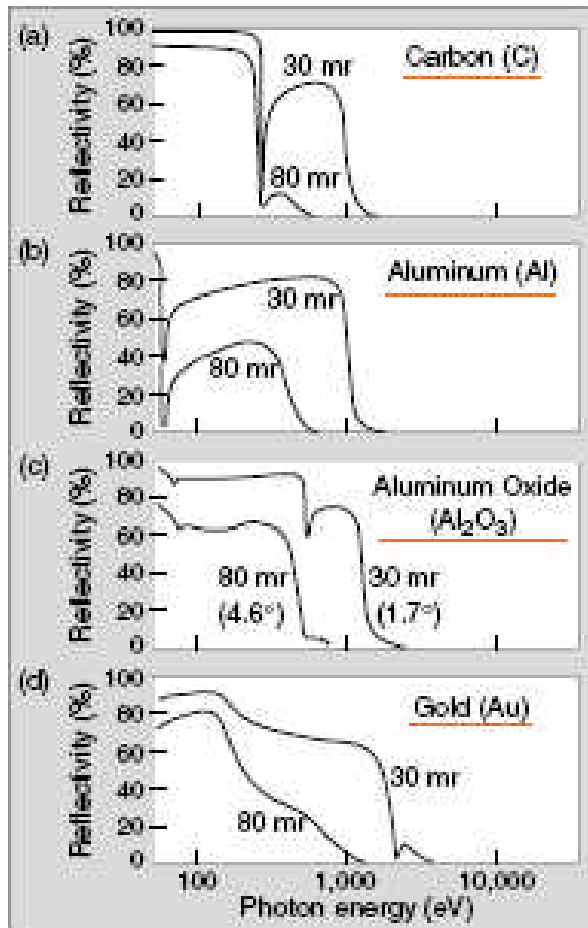 (a)
Reflectivity (%)
100
80
60
40
20
0
30 mr
80 mr
Carbon (C)
(b)
Reflectivity (%)
100
80
60
40
20
0
30 mr
80 mr
Aluminum (Al)
(c)
Reflectivity (%)
100
80
60
40
20
0
80 mr
(4.6°)
30 mr
(1.7°)
Aluminum Oxide
(Al₂O₃)
(d)
Reflectivity (%)
100
80
60
40
20
0
80 mr
30 mr
Gold (Au)
100
1,000
10,000
Photon energy (eV)